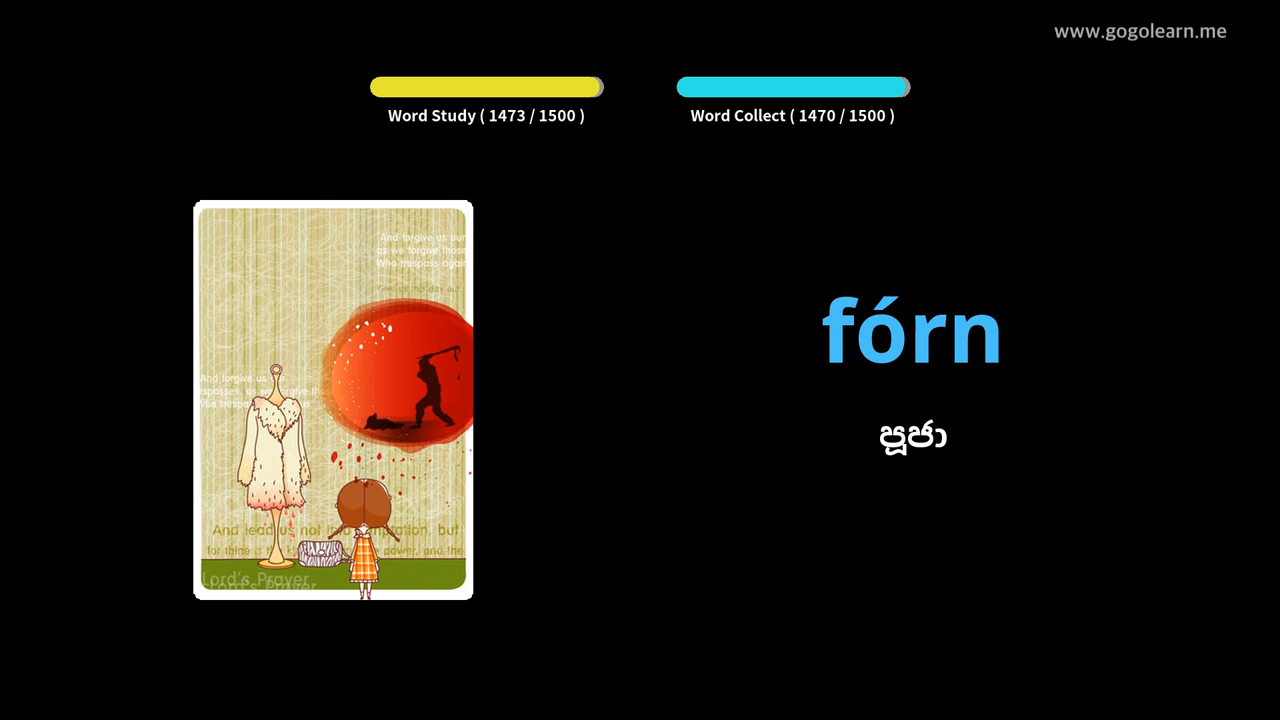 www.gogolearn.me
Word Study ( 1473 / 1500 )
Word Collect ( 1470 / 1500 )
And forgive us our
as we forgive those
Who trespass again
fórn
පූජා
And forgive us
And lead us not into temptation, but
for thine is the power, and the
Lord's Prayer
Lord's Prayer